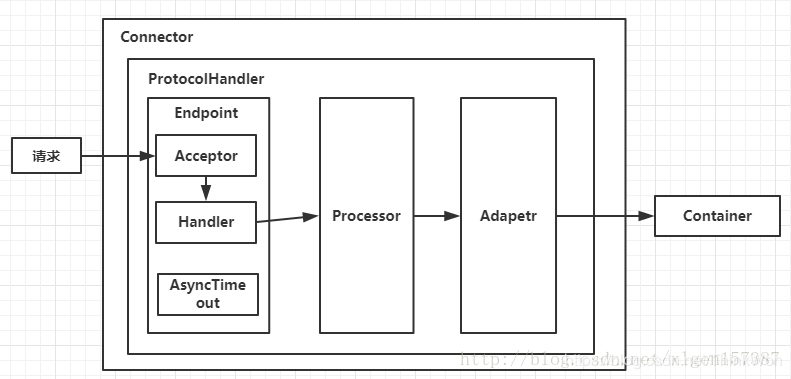 Connector
ProtocolHandler
Endpoint
请求
Acceptor
Handler
Processor
Adapetr
Container
AsyncTime
out